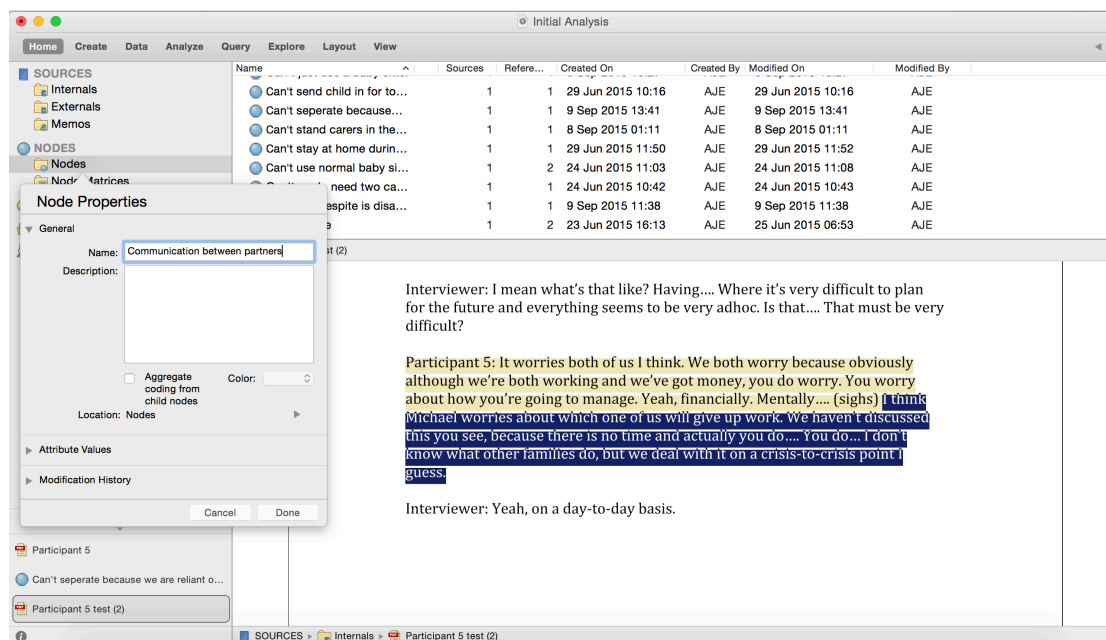 Initial Analysis
Home Create Data Analyze Query Explore Layout View
SOURCES
Internals
Externals
Memos
NODES
Nodes
Node Matrices
Name Sources Refere... Created On Created By Modified On Modified By
Can't send child in for to... 1 1 29 Jun 2015 10:16 AJE 29 Jun 2015 10:16 AJE
Can't seperate because... 1 1 9 Sep 2015 13:41 AJE 9 Sep 2015 13:41 AJE
Can't stand carers in the... 1 1 8 Sep 2015 01:11 AJE 8 Sep 2015 01:11 AJE
Can't stay at home durin... 1 1 29 Jun 2015 11:50 AJE 29 Jun 2015 11:52 AJE
Can't use normal baby si... 1 2 24 Jun 2015 11:03 AJE 24 Jun 2015 11:08 AJE
need two ca... 1 1 24 Jun 2015 10:42 AJE 24 Jun 2015 10:43 AJE
espite is disa... 1 1 9 Sep 2015 11:38 AJE 9 Sep 2015 11:38 AJE
e 1 2 23 Jun 2015 16:13 AJE 25 Jun 2015 06:53 AJE
Node Properties
General
Name: Communication between partners
Description:
Aggregate
coding from
child nodes
Color:
Location: Nodes
Attribute Values
Modification History
Cancel Done
st (2)
Interviewer: I mean what's that like? Having.... Where it's very difficult to plan
for the future and everything seems to be very adhoc. Is that.... That must be very
difficult?
Participant 5: It worries both of us I think. We both worry because obviously
although we're both working and we've got money, you do worry. You worry
about how you're going to manage. Yeah, financially. Mentally.... (sighs) I think
Michael worries about which one of us will give up work. We haven't discussed
this you see, because there is no time and actually you do.... You do... I don't
know what other families do, but we deal with it on a crisis-to-crisis point I
guess.
Interviewer: Yeah, on a day-to-day basis.
Participant 5
Can't seperate because we are reliant o...
Participant 5 test (2)
SOURCES Internals Participant 5 test (2)